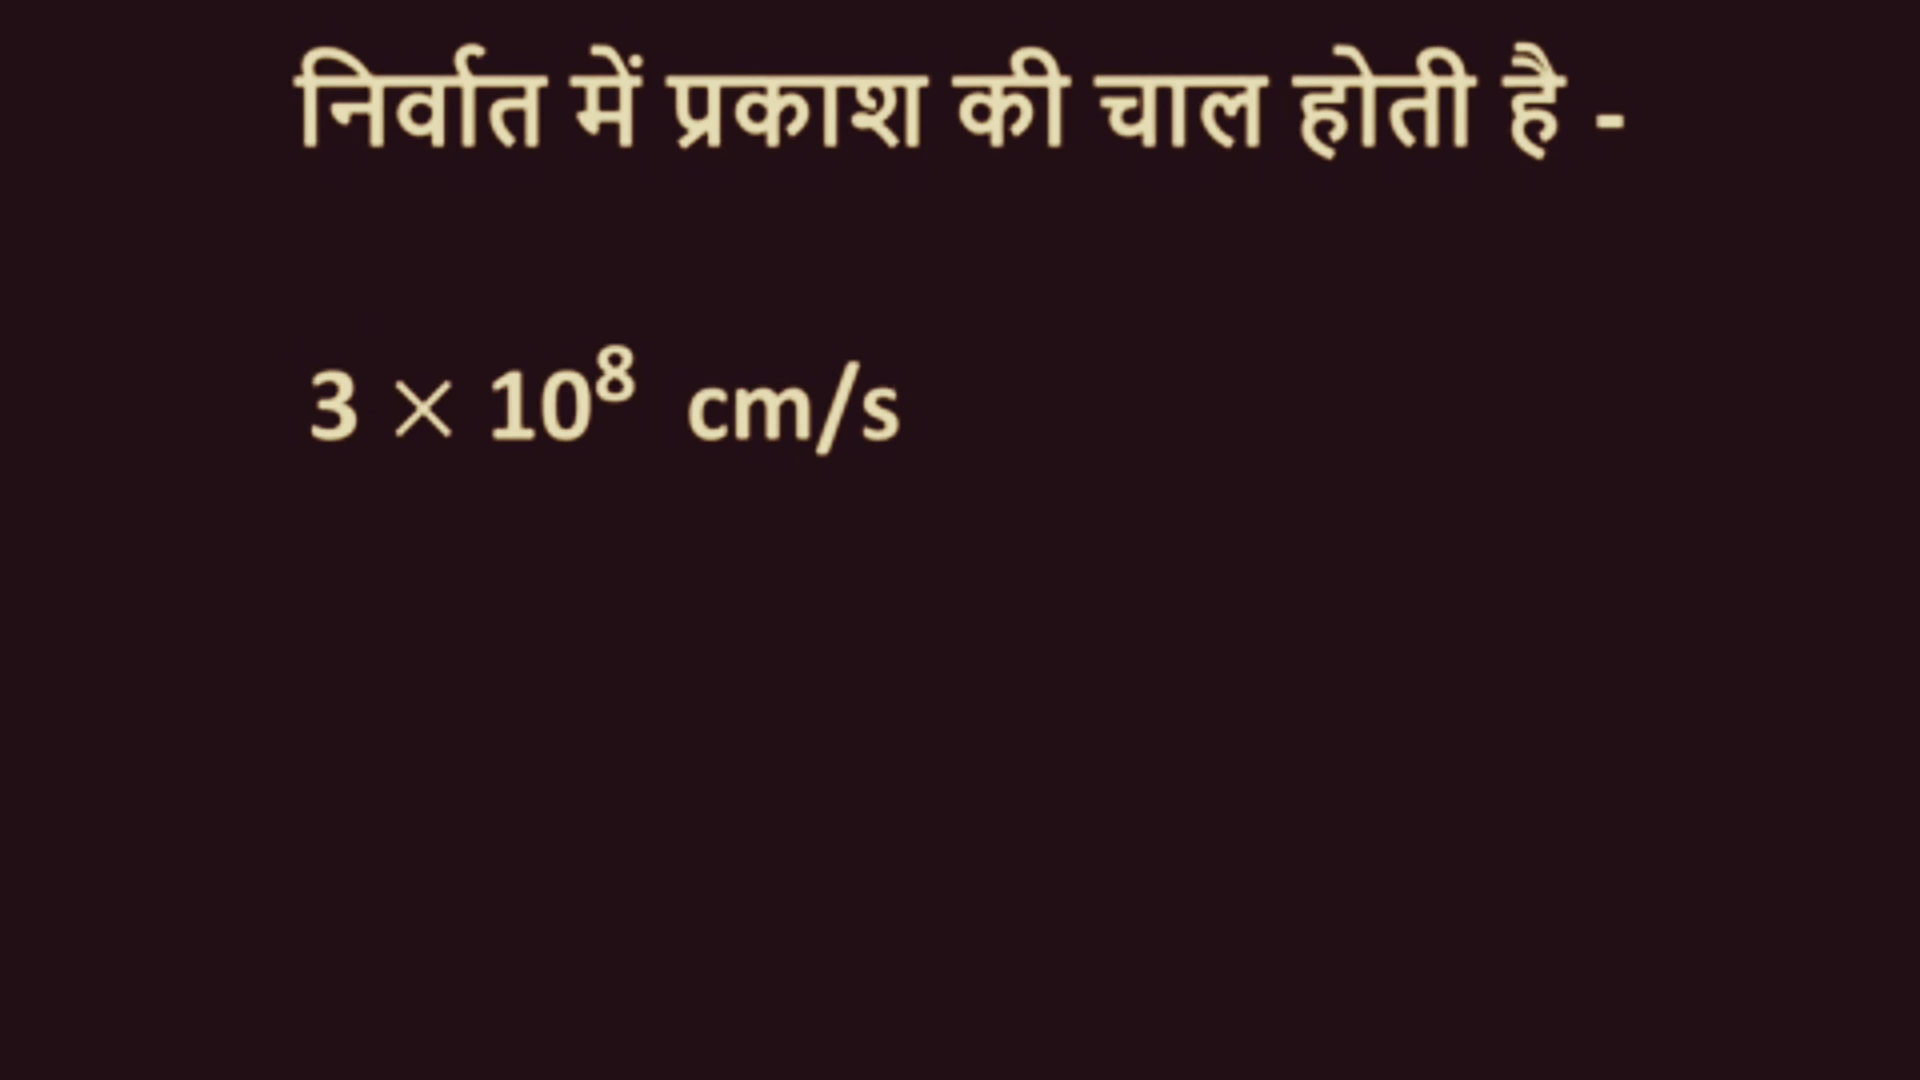 निर्वात में प्रकाश की चाल होती है -
3 × 10⁸ cm/s